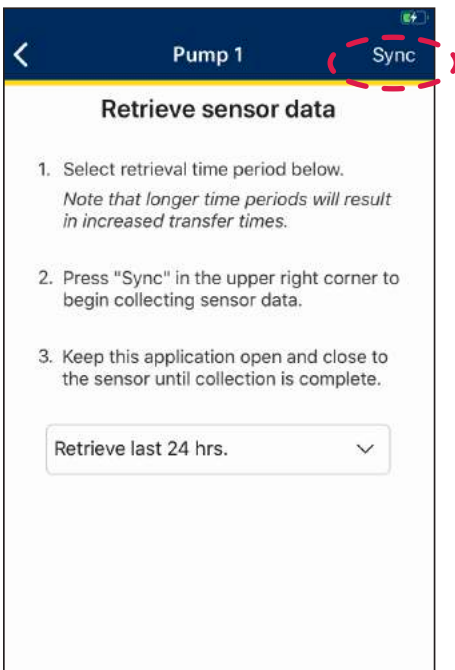 Pump 1
Sync
Retrieve sensor data
1. Select retrieval time period below.
Note that longer time periods will result
in increased transfer times.
2. Press "Sync" in the upper right corner to
begin collecting sensor data.
3. Keep this application open and close to
the sensor until collection is complete.
Retrieve last 24 hrs.